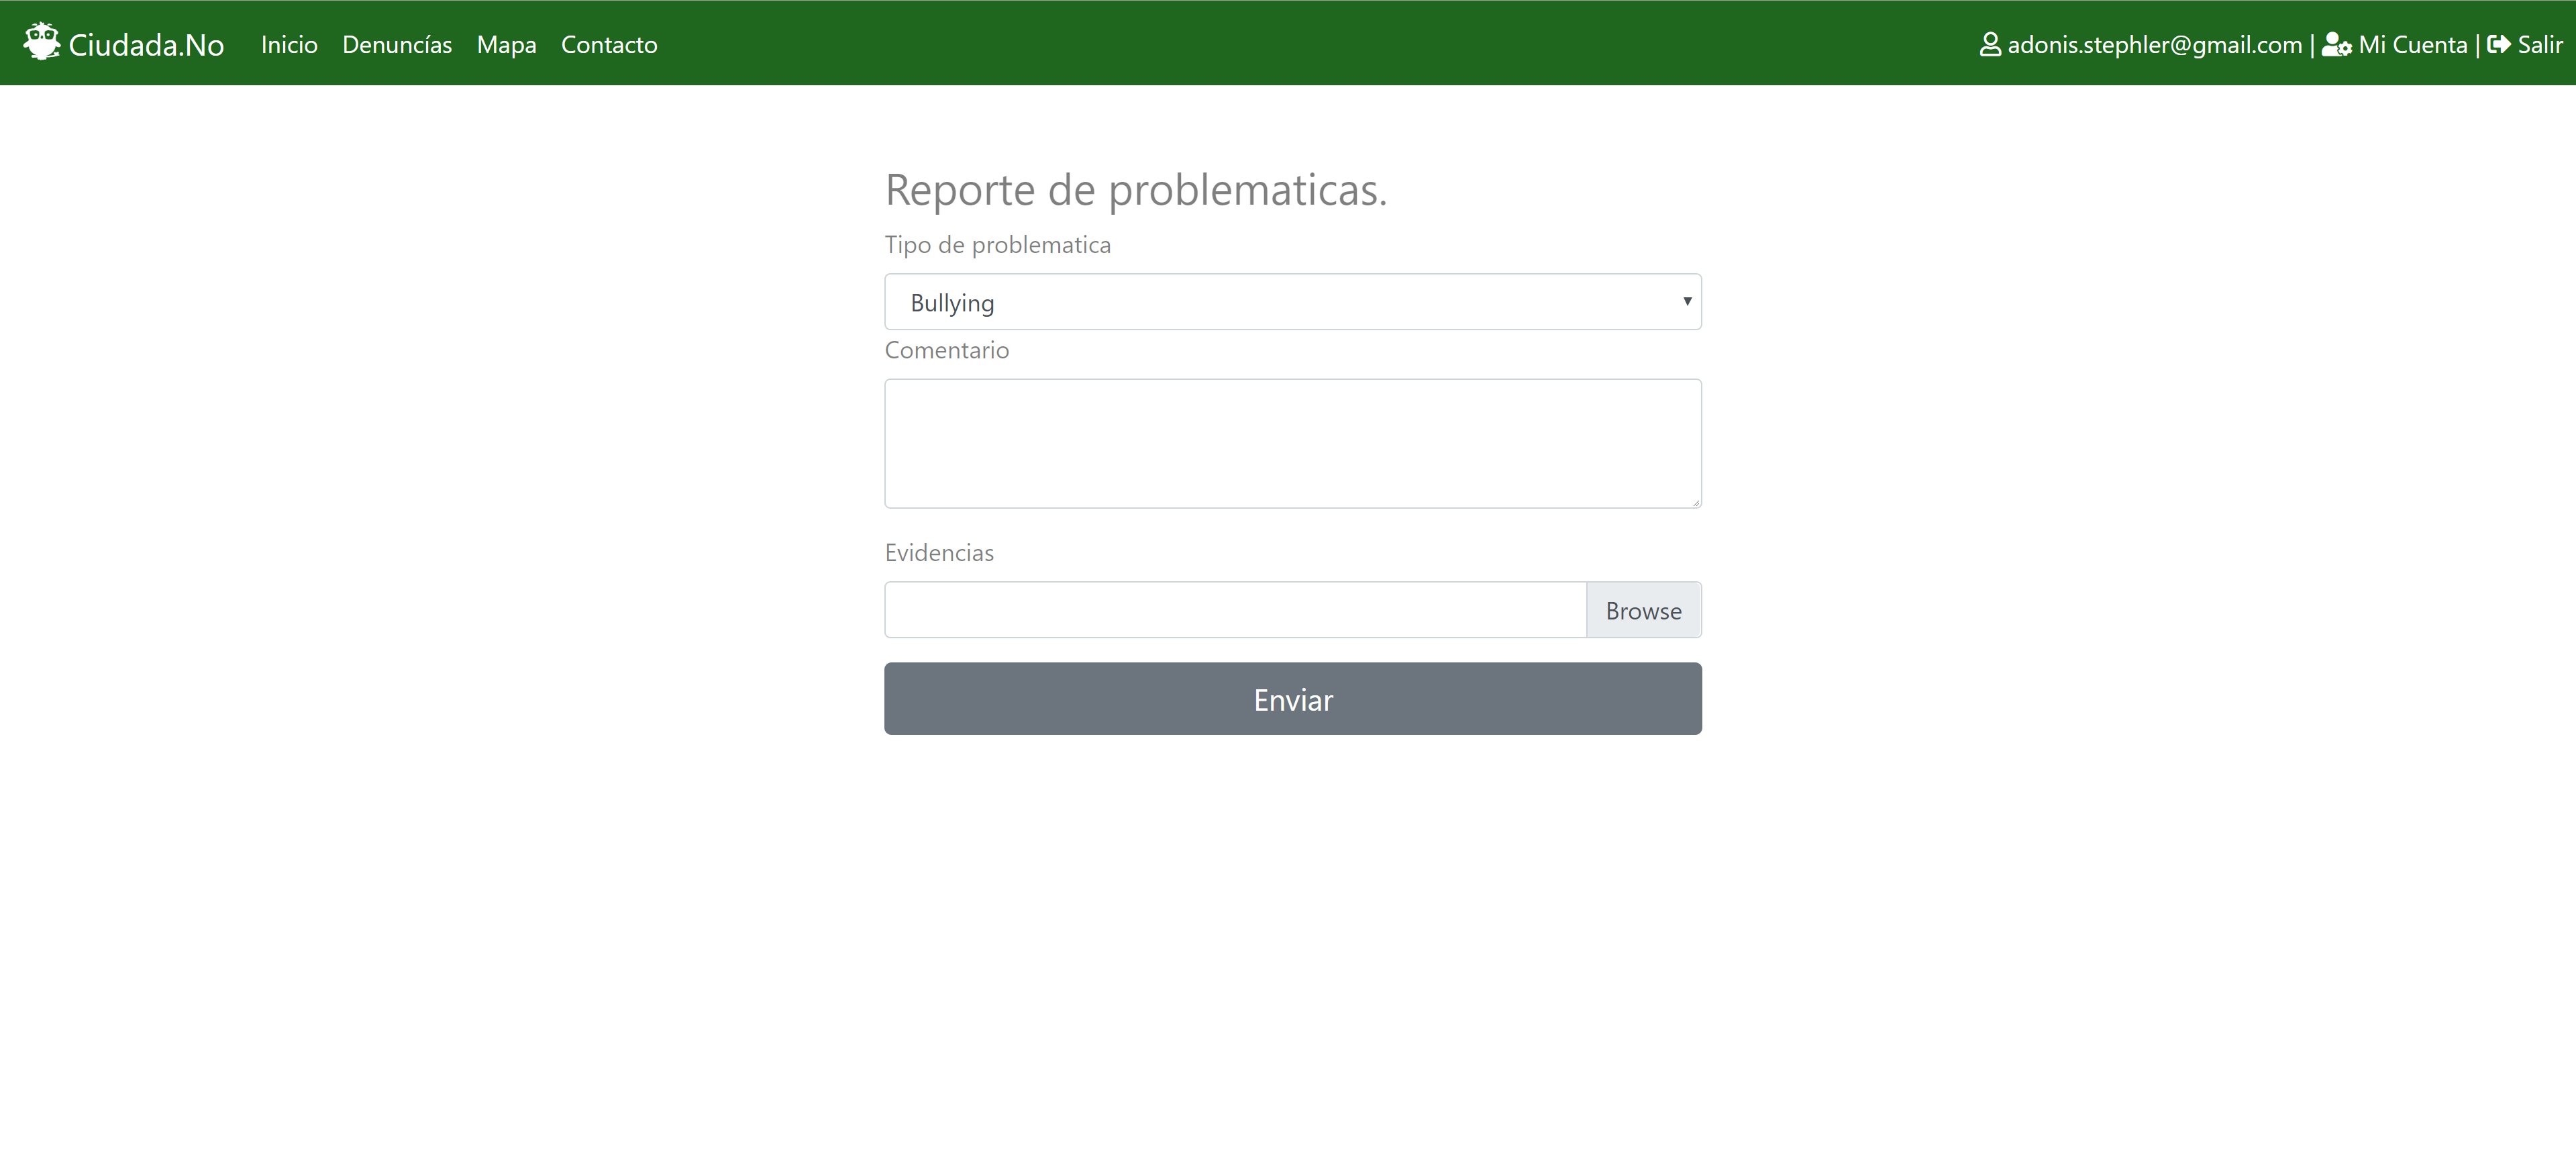 Ciudada.No Inicio Denuncías Mapa Contacto adonis.stephler@gmail.com | Mi Cuenta | Salir
Reporte de problematicas.
Tipo de problematica
Bullying
Comentario
Evidencias
Browse
Enviar